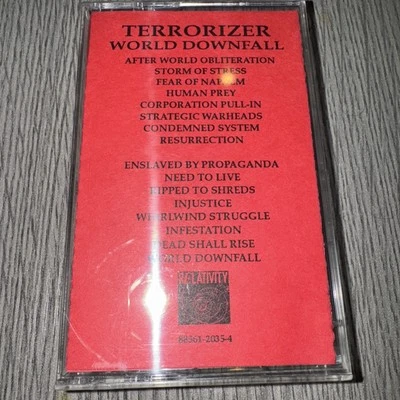 TERRORIZER
WORLD DOWNFALL
AFTER WORLD OBLITERATION
STORM OF STRESS
FEAR OF NAPALM
HUMAN PREY
CORPORATION PULL-IN
STRATEGIC WARHEADS
CONDEMNED SYSTEM
RESURRECTION
ENSLAVED BY PROPAGANDA
NEED TO LIVE
RIPPED TO SHREDS
INJUSTICE
WHIRLWIND STRUGGLE
INFESTATION
DEAD SHALL RISE
WORLD DOWNFALL
RELATIVITY
88561-2035-4